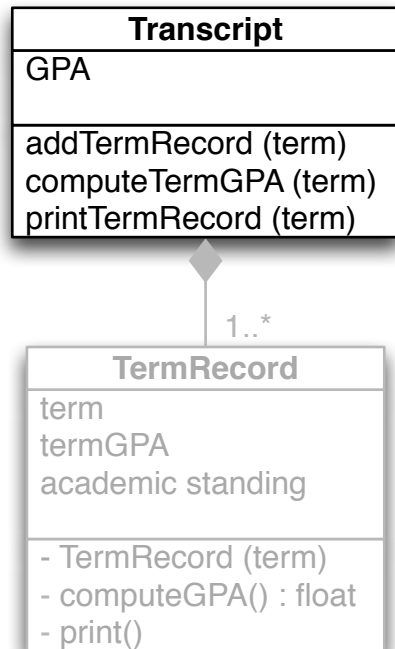 Transcript
GPA
addTermRecord (term)
computeTermGPA (term)
printTermRecord (term)
1..*
TermRecord
term
termGPA
academic standing
- TermRecord (term)
- computeGPA() : float
- print()